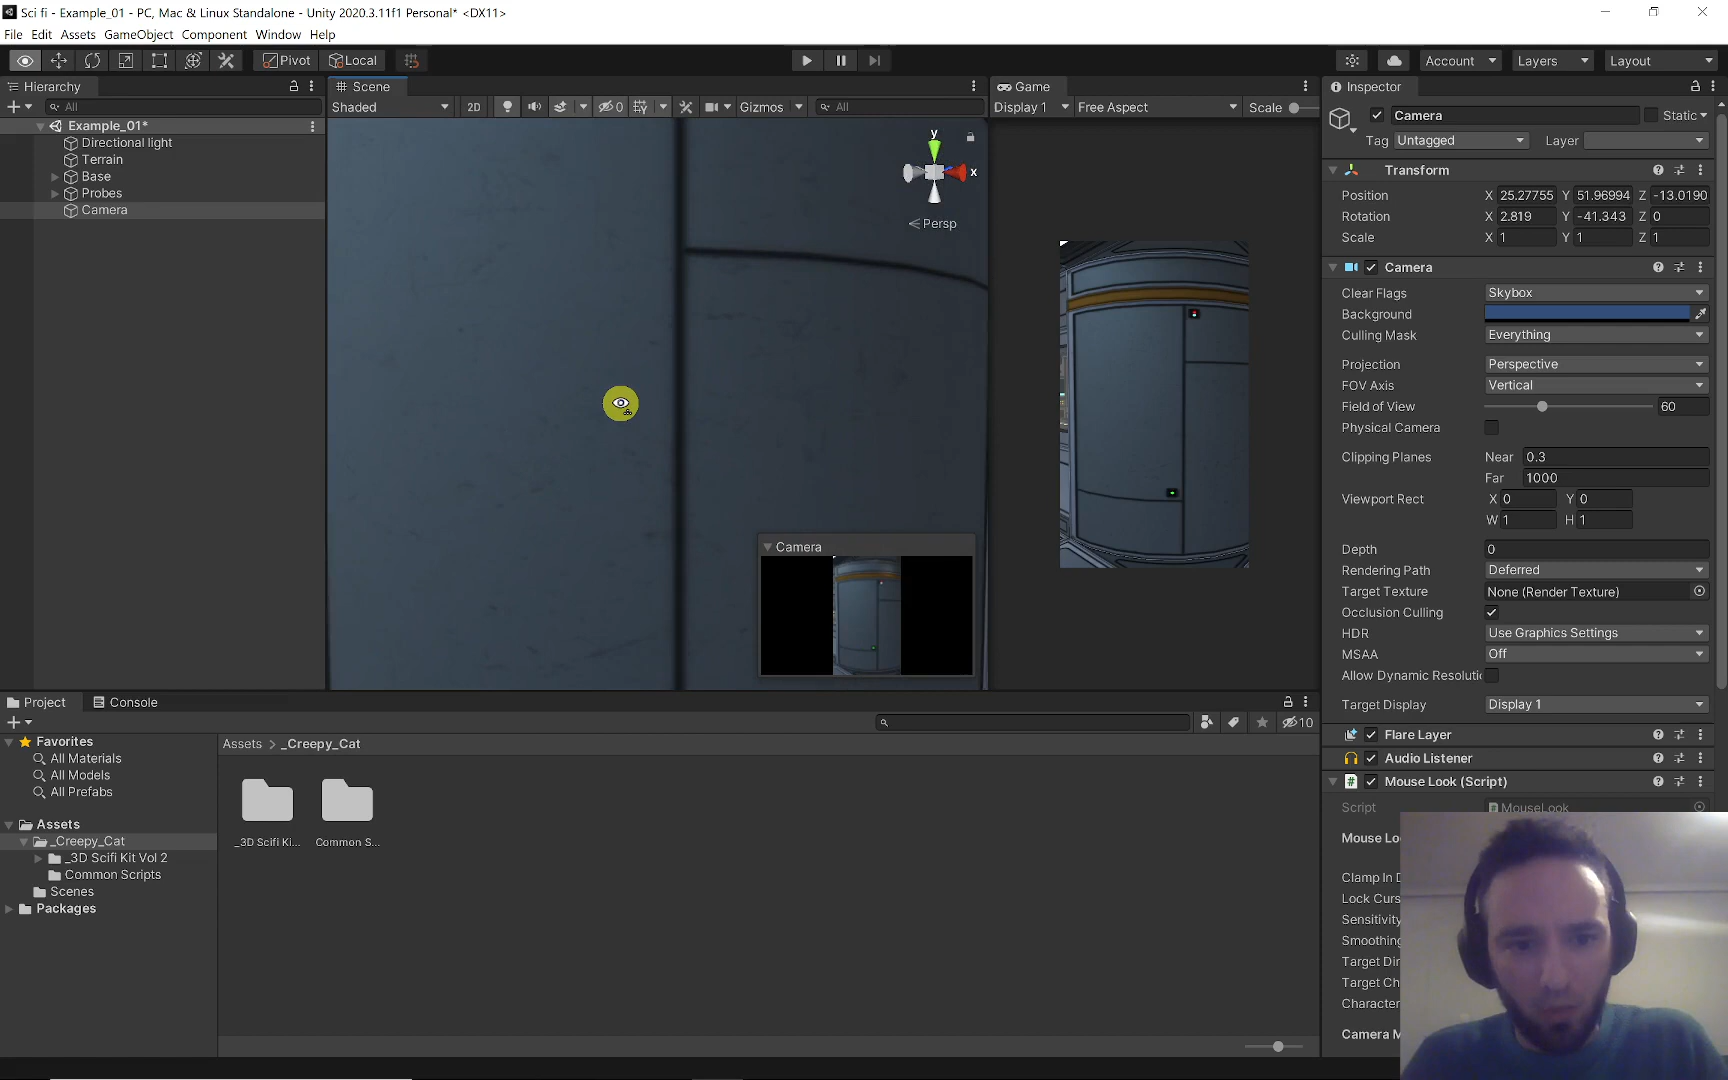 Sci fi - Example_01 - PC, Mac & Linux Standalone - Unity 2020.3.11f1 Personal* <DX11>
File Edit Assets GameObject Component Window Help
Pivot Local Account Layers Layout
Hierarchy
All
Example_01*
Directional light
Terrain
Base
Probes
Camera
Scene
Shaded 2D 0 Gizmos All
y
x
Persp
Camera
Game
Display 1 Free Aspect Scale
Inspector
Camera Static
Tag Untagged Layer
Transform
Position X 25.27755 Y 51.96994 Z -13.0190
Rotation X 2.819 Y -41.343 Z 0
Scale X 1 Y 1 Z 1
Camera
Clear Flags Skybox
Background
Culling Mask Everything
Projection Perspective
FOV Axis Vertical
Field of View 60
Physical Camera
Clipping Planes Near 0.3
Far 1000
Viewport Rect X 0 Y 0
W 1 H 1
Depth 0
Rendering Path Deferred
Target Texture None (Render Texture)
Occlusion Culling
HDR Use Graphics Settings
MSAA Off
Allow Dynamic Resoluti
Target Display Display 1
Flare Layer
Audio Listener
# Mouse Look (Script)
Script MouseLook
Mouse Lo
Clamp In D
Lock Curs
Sensitivity
Smoothing
Target Dir
Target Ch
Character
Camera M
Project Console
10
Favorites
All Materials
All Models
All Prefabs
Assets
_Creepy_Cat
_3D Scifi Kit Vol 2
Common Scripts
Scenes
Packages
Assets > _Creepy_Cat
_3D Scifi Ki... Common S...